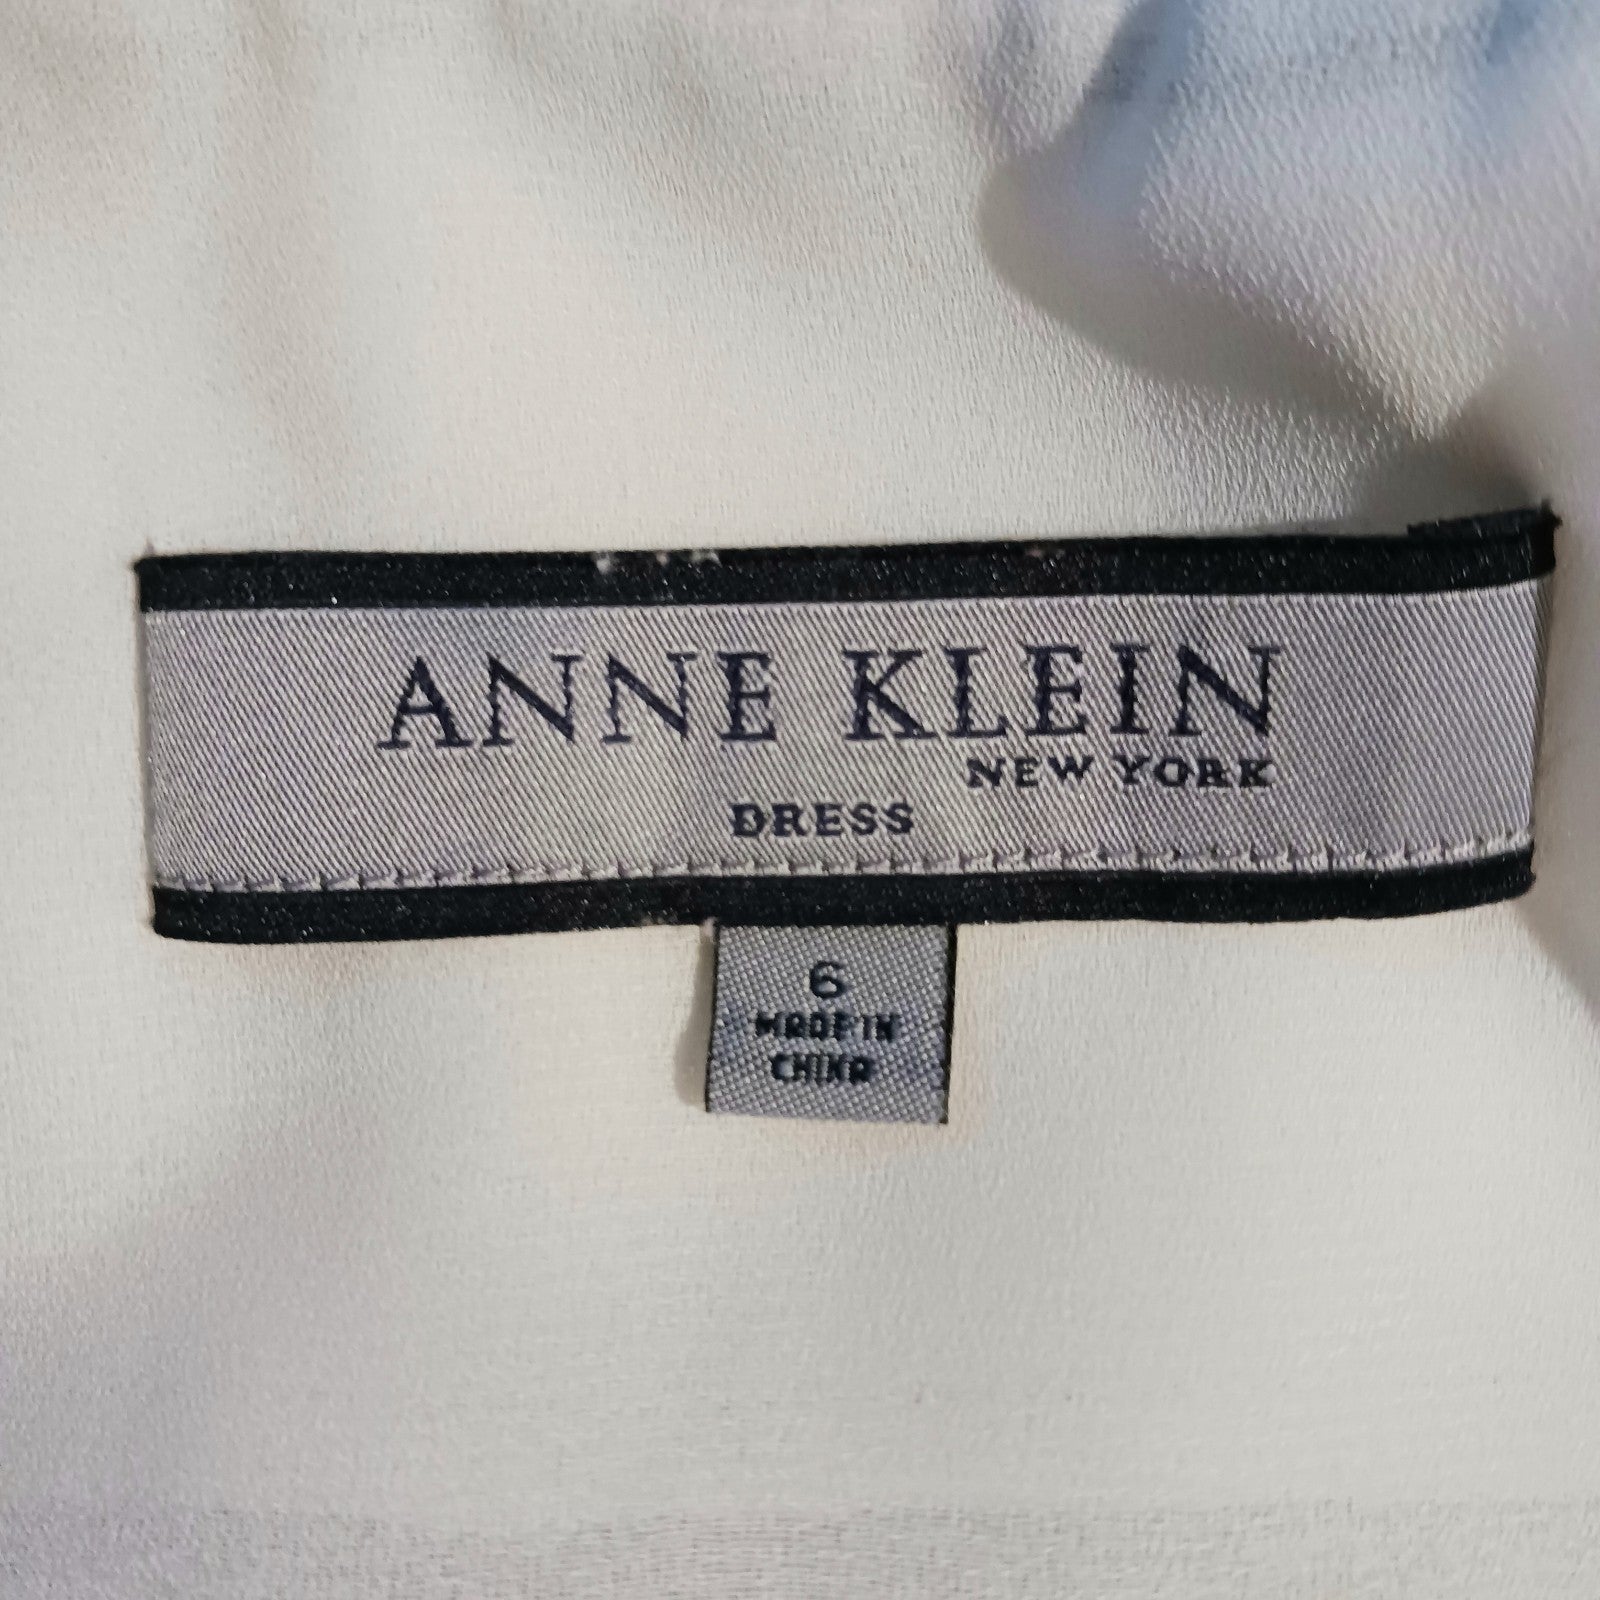 ANNE KLEIN
NEW YORK
DRESS
6
MADE IN
CHINA